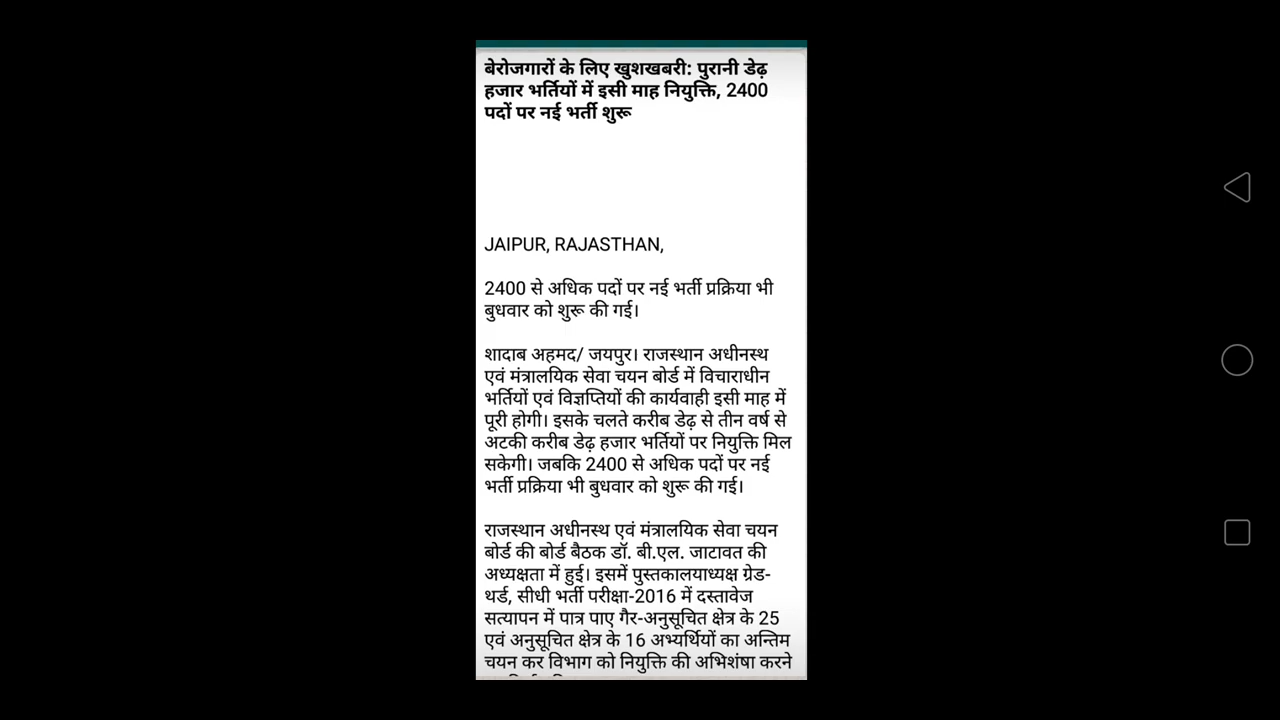 बेरोजगारों के लिए खुशखबरी: पुरानी डेढ़
हजार भर्तियों में इसी माह नियुक्ति, 2400
पदों पर नई भर्ती शुरू
JAIPUR, RAJASTHAN,
2400 से अधिक पदों पर नई भर्ती प्रक्रिया भी
बुधवार को शुरू की गई।
शादाब अहमद/ जयपुर। राजस्थान अधीनस्थ
एवं मंत्रालयिक सेवा चयन बोर्ड में विचाराधीन
भर्तियों एवं विज्ञप्तियों की कार्यवाही इसी माह में
पूरी होगी। इसके चलते करीब डेढ़ से तीन वर्ष से
अटकी करीब डेढ़ हजार भर्तियों पर नियुक्ति मिल
सकेगी। जबकि 2400 से अधिक पदों पर नई
भर्ती प्रक्रिया भी बुधवार को शुरू की गई।
राजस्थान अधीनस्थ एवं मंत्रालयिक सेवा चयन
बोर्ड की बोर्ड बैठक डॉ. बी.एल. जाटावत की
अध्यक्षता में हुई। इसमें पुस्तकालयाध्यक्ष ग्रेड-
थर्ड, सीधी भर्ती परीक्षा-2016 में दस्तावेज
सत्यापन में पात्र पाए गैर-अनुसूचित क्षेत्र के 25
एवं अनुसूचित क्षेत्र के 16 अभ्यर्थियों का अन्तिम
चयन कर विभाग को नियुक्ति की अभिशंषा करने